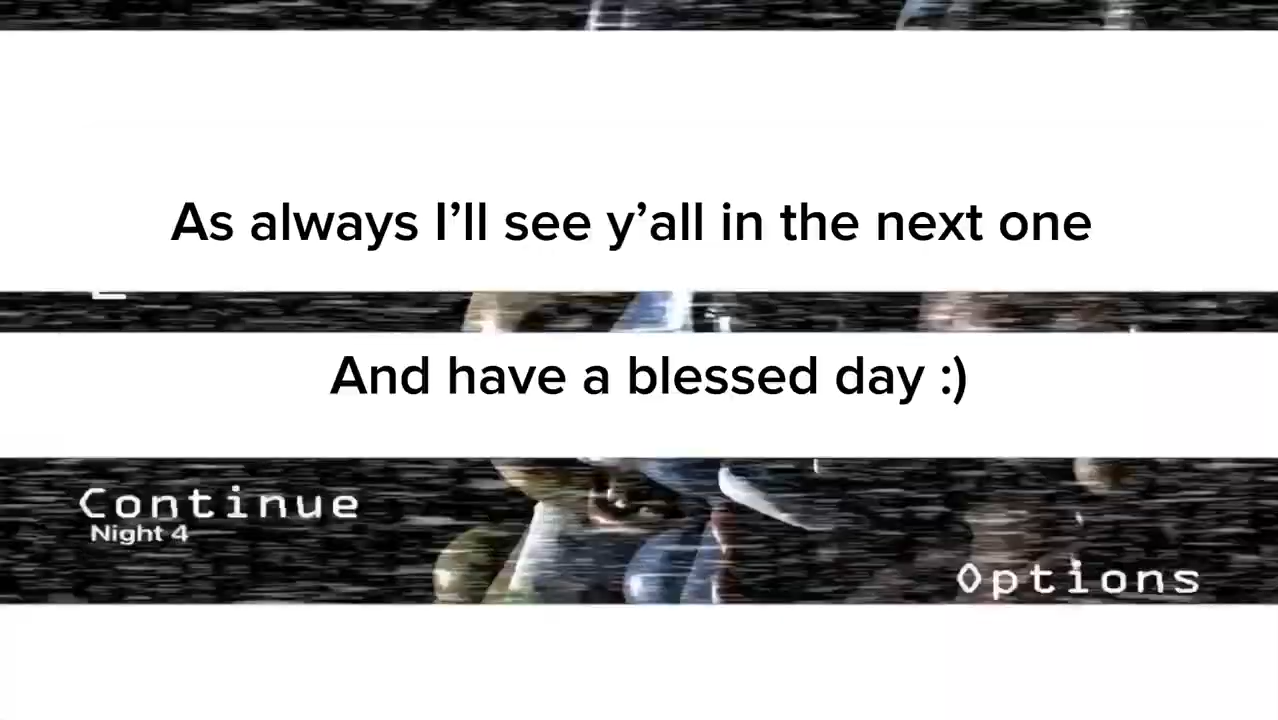 As always I’ll see y’all in the next one
And have a blessed day :)
Continue
Night 4
Options